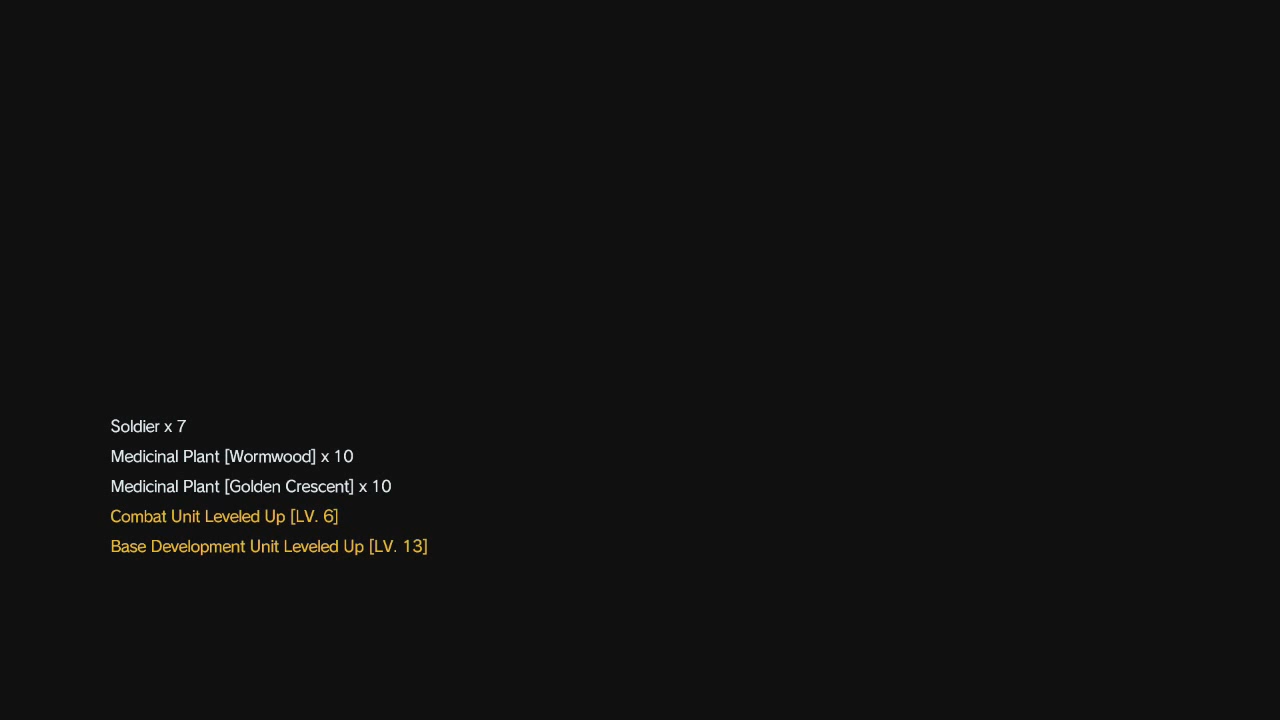 Soldier x 7
Medicinal Plant [Wormwood] x 10
Medicinal Plant [Golden Crescent] x 10
Combat Unit Leveled Up [LV. 6]
Base Development Unit Leveled Up [LV. 13]